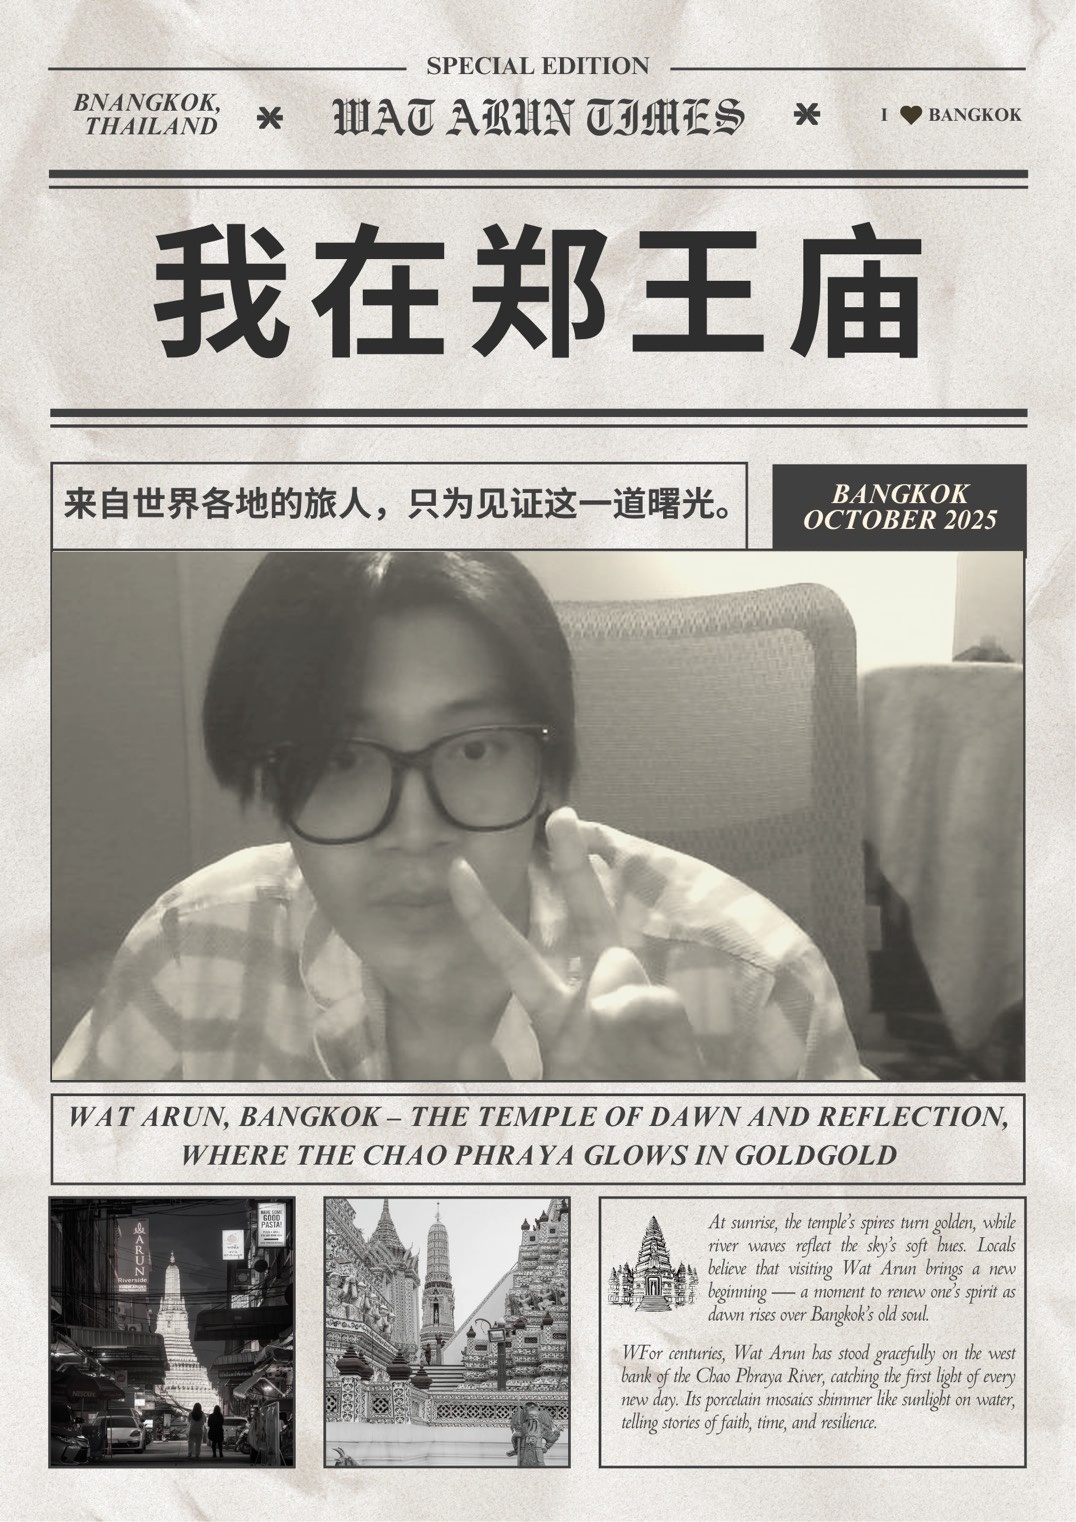 SPECIAL EDITION
BNANGKOK,
THAILAND
WAT ARUN TIMES
I ♥ BANGKOK
我在郑王庙
来自世界各地的旅人，只为见证这一道曙光。
BANGKOK
OCTOBER 2025
WAT ARUN, BANGKOK – THE TEMPLE OF DAWN AND REFLECTION,
WHERE THE CHAO PHRAYA GLOWS IN GOLDGOLD
ARUN
Riverside
GOOD
PASTA!
At sunrise, the temple's spires turn golden, while
river waves reflect the sky's soft hues. Locals
believe that visiting Wat Arun brings a new
beginning — a moment to renew one's spirit as
dawn rises over Bangkok's old soul.
WFor centuries, Wat Arun has stood gracefully on the west
bank of the Chao Phraya River, catching the first light of every
new day. Its porcelain mosaics shimmer like sunlight on water,
telling stories of faith, time, and resilience.